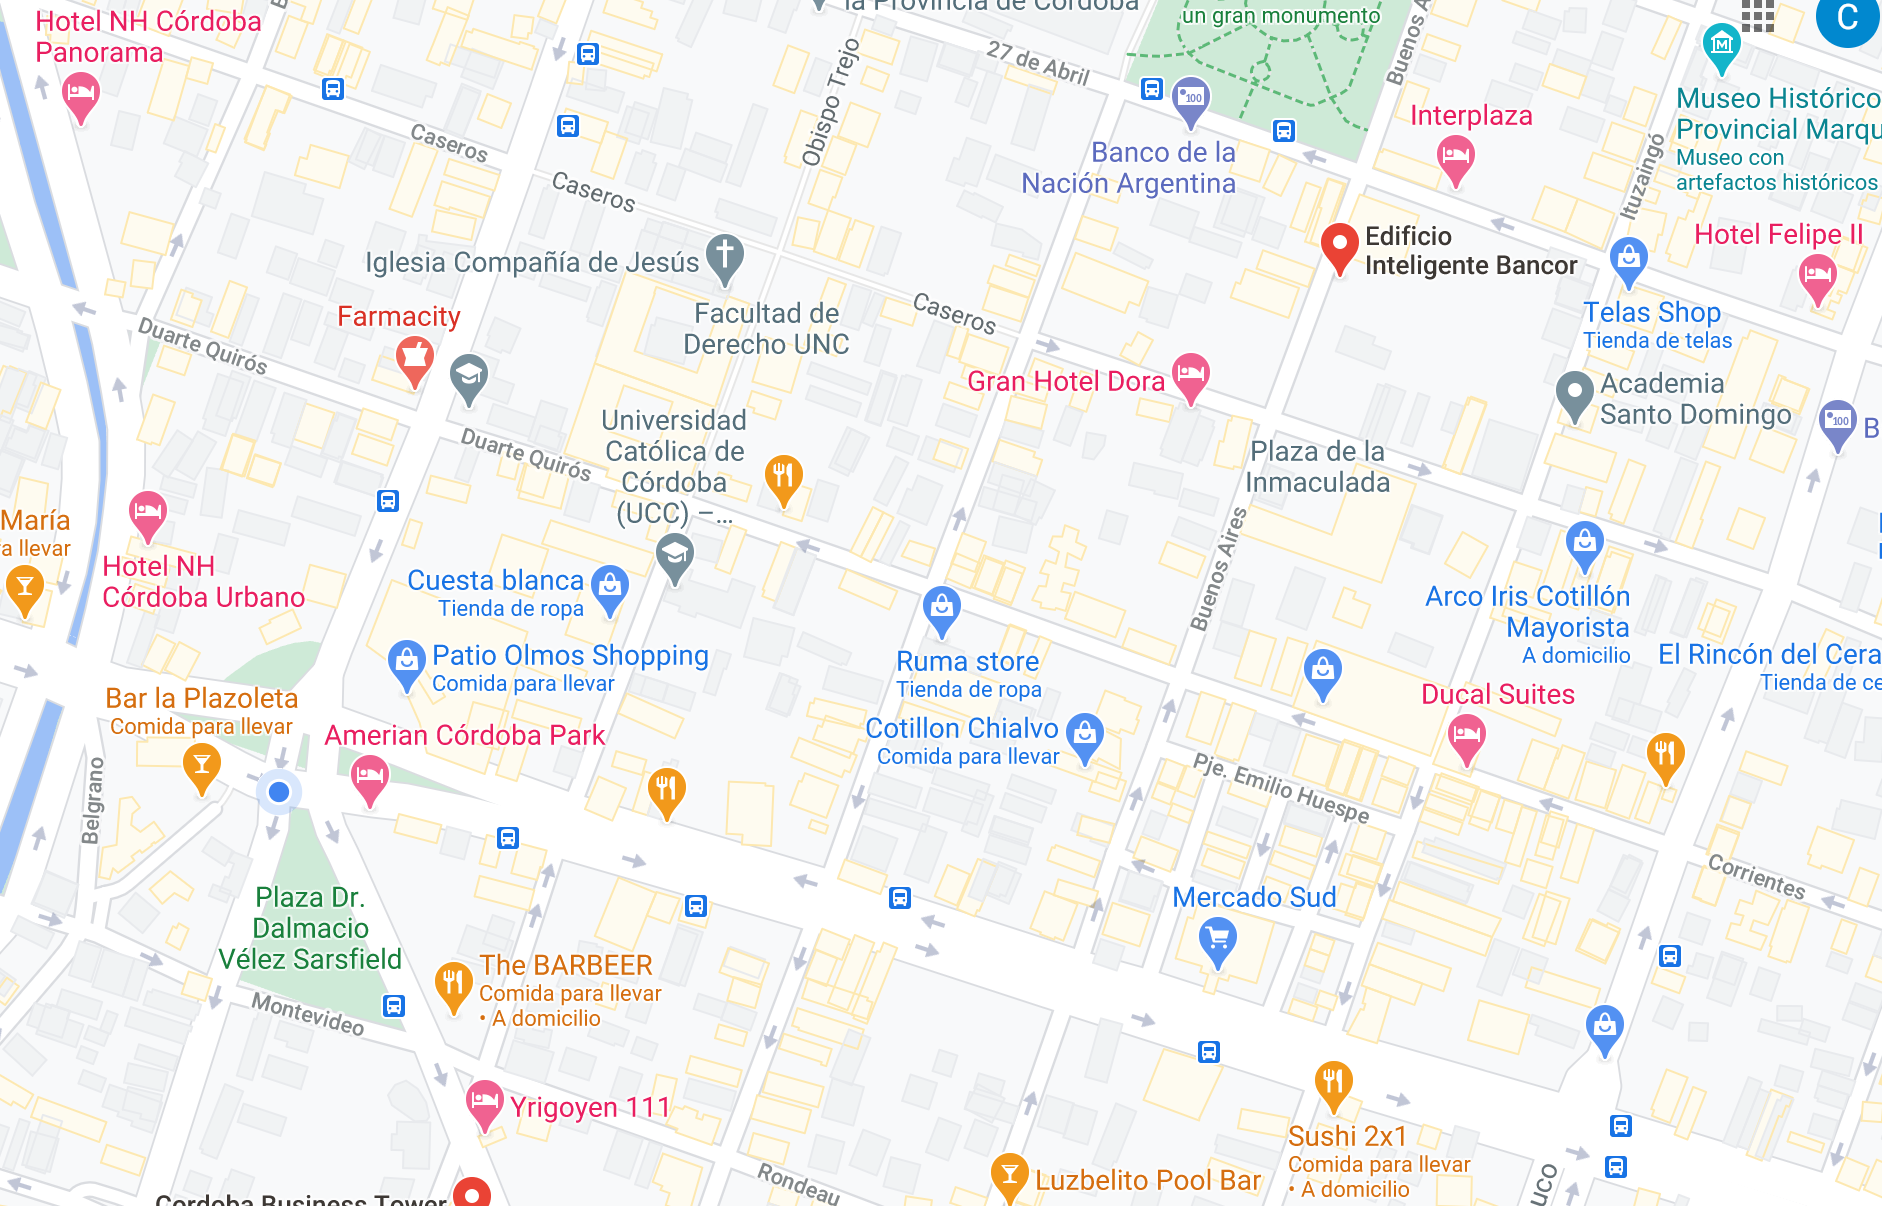 Hotel NH Córdoba
Panorama
la Provincia de Córdoba
un gran monumento
C
27 de Abril
Buenos A
Obispo Trejo
Caseros
Caseros
100
Banco de la
Nación Argentina
Interplaza
M
Museo Histórico
Provincial Marqu
Museo con
artefactos históricos
Ituzaingó
Hotel Felipe II
Edificio
Inteligente Bancor
Iglesia Compañía de Jesús
Facultad de
Derecho UNC
Caseros
Telas Shop
Tienda de telas
Farmacity
Duarte Quirós
Gran Hotel Dora
Academia
Santo Domingo
100
B
Universidad
Católica de
Córdoba
(UCC) –...
Duarte Quirós
Plaza de la
Inmaculada
María
a llevar
Hotel NH
Córdoba Urbano
Cuesta blanca
Tienda de ropa
Buenos Aires
Arco Iris Cotillón
Mayorista
A domicilio
Patio Olmos Shopping
Comida para llevar
Ruma store
Tienda de ropa
El Rincón del Cera
Tienda de ce
Bar la Plazoleta
Comida para llevar
Amerian Córdoba Park
Cotillon Chialvo
Comida para llevar
Ducal Suites
Belgrano
Pje. Emilio Huespe
Corrientes
Plaza Dr.
Dalmacio
Vélez Sarsfield
Mercado Sud
The BARBEER
Comida para llevar
• A domicilio
Montevideo
Yrigoyen 111
Sushi 2x1
Comida para llevar
• A domicilio
Luzbelito Pool Bar
Rondeau
uco
Cordoba Business Tower